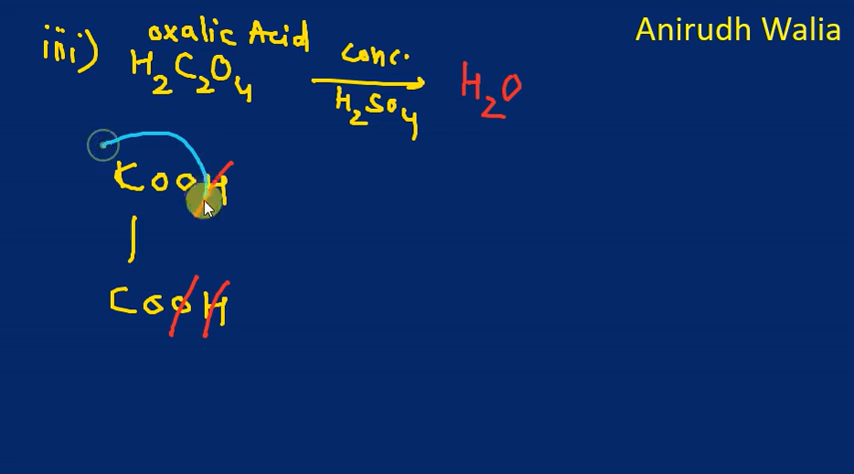 Anirudh Walia
iii) oxalic Acid
H2C2O4 conc. H2SO4 H2O
COOH
COOH